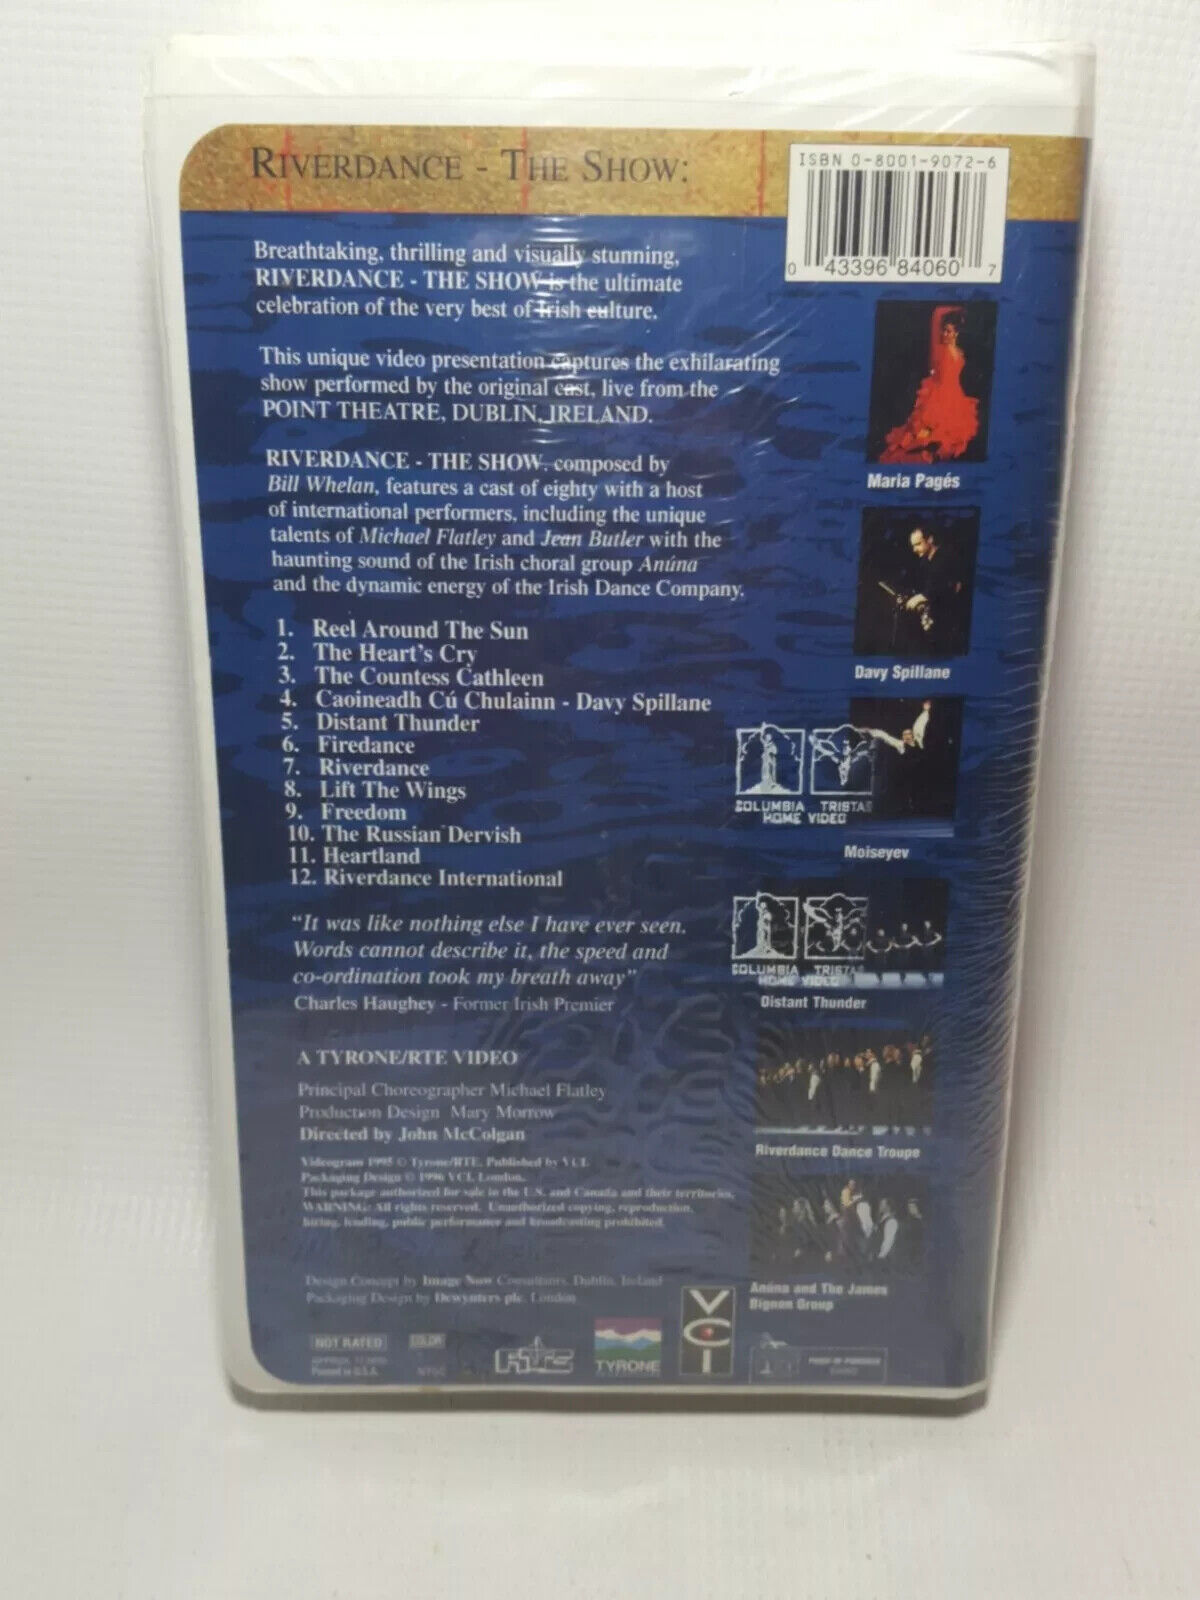 RIVERDANCE - THE SHOW:
ISBN 0-8001-9072-6
0 43396 84060 7
Breathtaking, thrilling and visually stunning,
RIVERDANCE - THE SHOW is the ultimate
celebration of the very best of Irish culture.
This unique video presentation captures the exhilarating
show performed by the original cast, live from the
POINT THEATRE, DUBLIN, IRELAND.
RIVERDANCE - THE SHOW, composed by
Bill Whelan, features a cast of eighty with a host
of international performers, including the unique
talents of Michael Flatley and Jean Butler with the
haunting sound of the Irish choral group Anúna
and the dynamic energy of the Irish Dance Company.
1. Reel Around The Sun
2. The Heart's Cry
3. The Countess Cathleen
4. Caoineadh Cú Chulainn - Davy Spillane
5. Distant Thunder
6. Firedance
7. Riverdance
8. Lift The Wings
9. Freedom
10. The Russian Dervish
11. Heartland
12. Riverdance International
"It was like nothing else I have ever seen.
Words cannot describe it, the speed and
co-ordination took my breath away"
Charles Haughey - Former Irish Premier
A TYRONE/RTE VIDEO
Principal Choreographer Michael Flatley
Production Design Mary Morrow
Directed by John McColgan
Videogram 1995 © Tyrone/RTE. Published by VCI.
Packaging Design © 1996 VCI, London.
This package authorized for sale in the U.S. and Canada and their territories.
WARNING: All rights reserved. Unauthorized copying, reproduction,
hiring, lending, public performance and broadcasting prohibited.
Design Concept by Image Now Consultants, Dublin, Ireland
Packaging Design by Dewynters plc, London
NOT RATED
COLOR
Printed in U.S.A.
NTSC
RTE
TYRONE
VCI
Maria Pagés
Davy Spillane
COLUMBIA TRISTAR
HOME VIDEO
Moiseyev
COLUMBIA TRISTAR
HOME VIDEO
Distant Thunder
Riverdance Dance Troupe
Anúna and The James
Bignon Group
PROOF-OF-PURCHASE